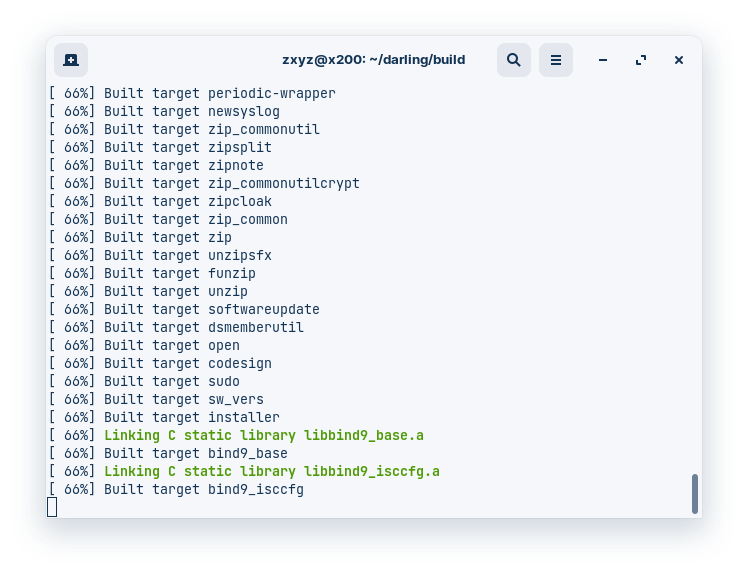 zxyz@x200: ~/darling/build
[ 66%] Built target periodic-wrapper
[ 66%] Built target newsyslog
[ 66%] Built target zip_commonutil
[ 66%] Built target zipsplit
[ 66%] Built target zipnote
[ 66%] Built target zip_commonutilcrypt
[ 66%] Built target zipcloak
[ 66%] Built target zip_common
[ 66%] Built target zip
[ 66%] Built target unzipsfx
[ 66%] Built target funzip
[ 66%] Built target unzip
[ 66%] Built target softwareupdate
[ 66%] Built target dsmemberutil
[ 66%] Built target open
[ 66%] Built target codesign
[ 66%] Built target sudo
[ 66%] Built target sw_vers
[ 66%] Built target installer
[ 66%] Linking C static library libbind9_base.a
[ 66%] Built target bind9_base
[ 66%] Linking C static library libbind9_isccfg.a
[ 66%] Built target bind9_isccfg